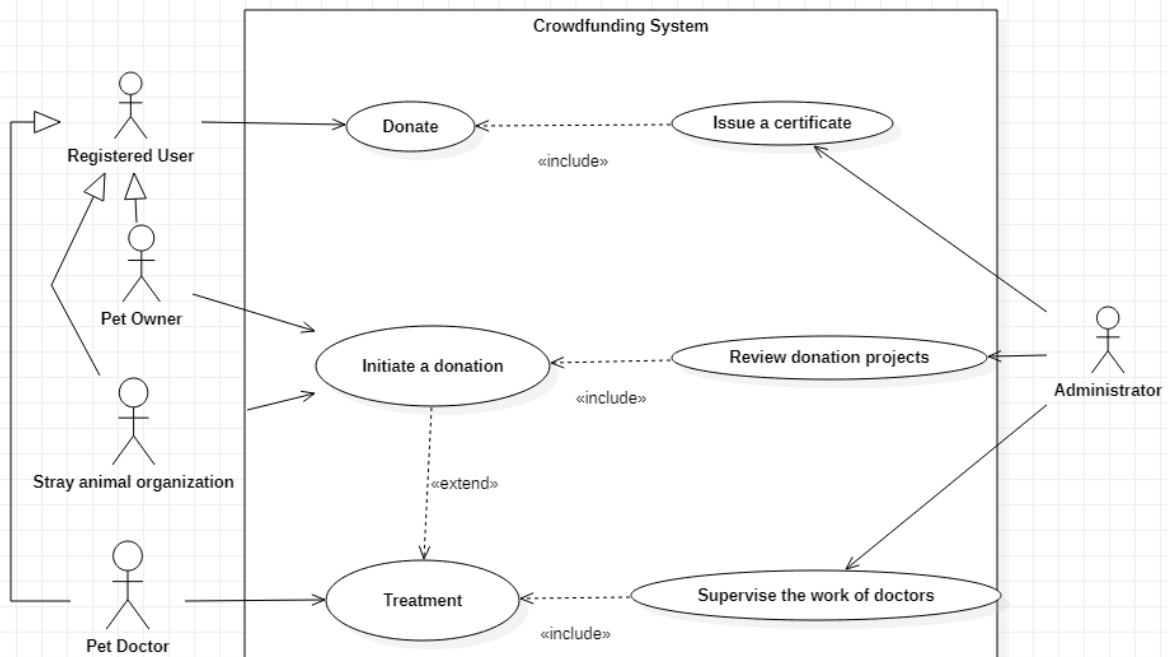 Crowdfunding System
Donate
Issue a certificate
Registered User
«include»
Pet Owner
Initiate a donation
Review donation projects
Administrator
«include»
Stray animal organization
«extend»
Treatment
Supervise the work of doctors
«include»
Pet Doctor